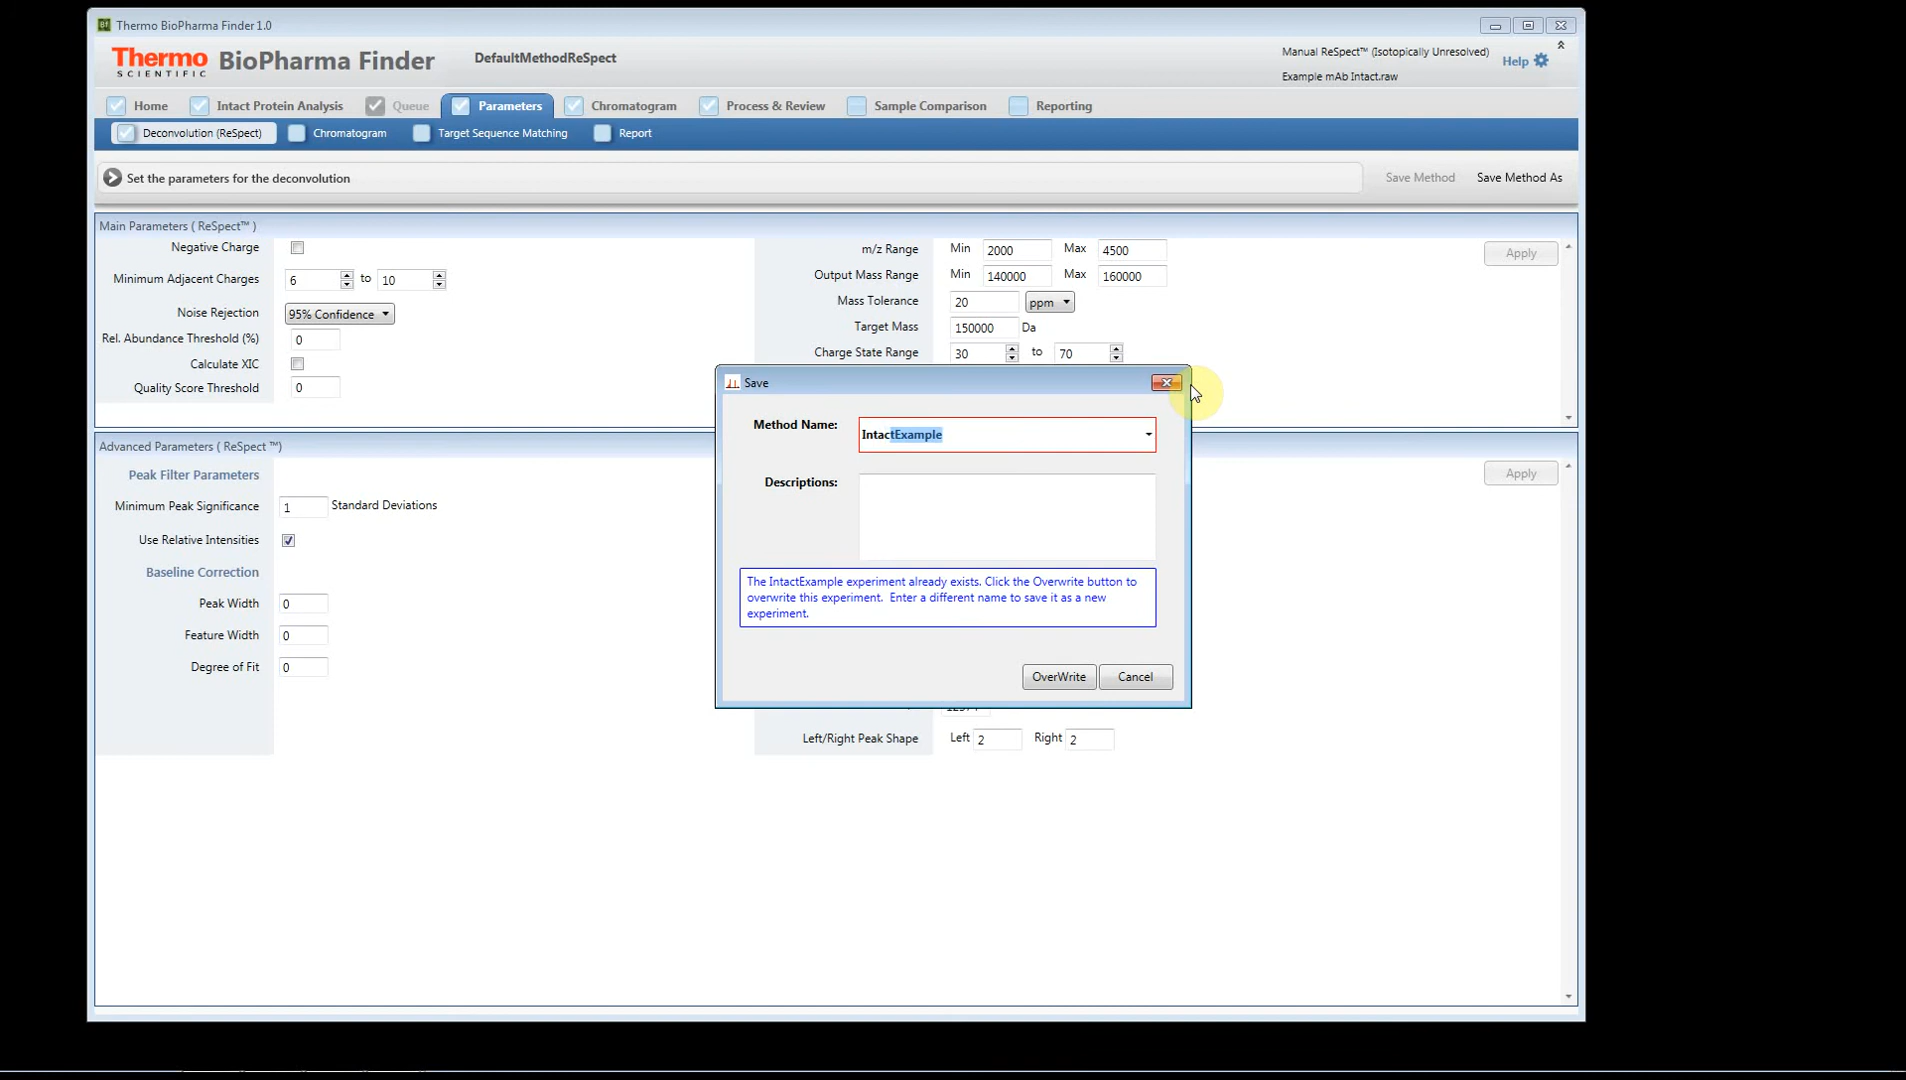 Thermo BioPharma Finder 1.0
Thermo SCIENTIFIC BioPharma Finder DefaultMethodReSpect
Manual ReSpect™ (Isotopically Unresolved)
Example mAb Intact.raw
Help
Home Intact Protein Analysis Queue Parameters Chromatogram Process & Review Sample Comparison Reporting
Deconvolution (ReSpect) Chromatogram Target Sequence Matching Report
Set the parameters for the deconvolution Save Method Save Method As
Main Parameters ( ReSpect™ )
Negative Charge
Minimum Adjacent Charges 6 to 10
Noise Rejection 95% Confidence
Rel. Abundance Threshold (%) 0
Calculate XIC
Quality Score Threshold 0
m/z Range Min 2000 Max 4500 Apply
Output Mass Range Min 140000 Max 160000
Mass Tolerance 20 ppm
Target Mass 150000 Da
Charge State Range 30 to 70
Save
Method Name: IntactExample
Descriptions:
The IntactExample experiment already exists. Click the Overwrite button to
overwrite this experiment. Enter a different name to save it as a new
experiment.
OverWrite Cancel
Advanced Parameters ( ReSpect ™)
Peak Filter Parameters Apply
Minimum Peak Significance 1 Standard Deviations
Use Relative Intensities
Baseline Correction
Peak Width 0
Feature Width 0
Degree of Fit 0
Left/Right Peak Shape Left 2 Right 2